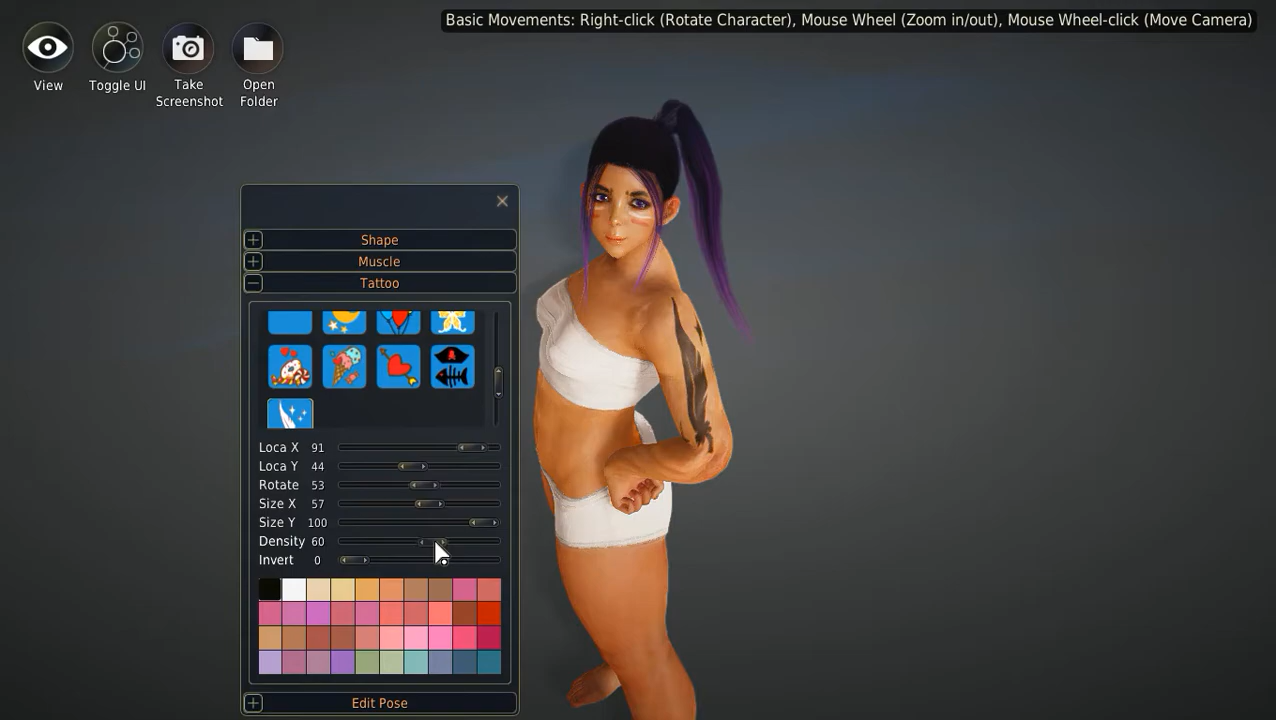 Basic Movements: Right-click (Rotate Character), Mouse Wheel (Zoom in/out), Mouse Wheel-click (Move Camera)
View
Toggle UI
Take
Screenshot
Open
Folder
Shape
Muscle
Tattoo
Loca X 91
Loca Y 44
Rotate 53
Size X 57
Size Y 100
Density 60
Invert 0
Edit Pose